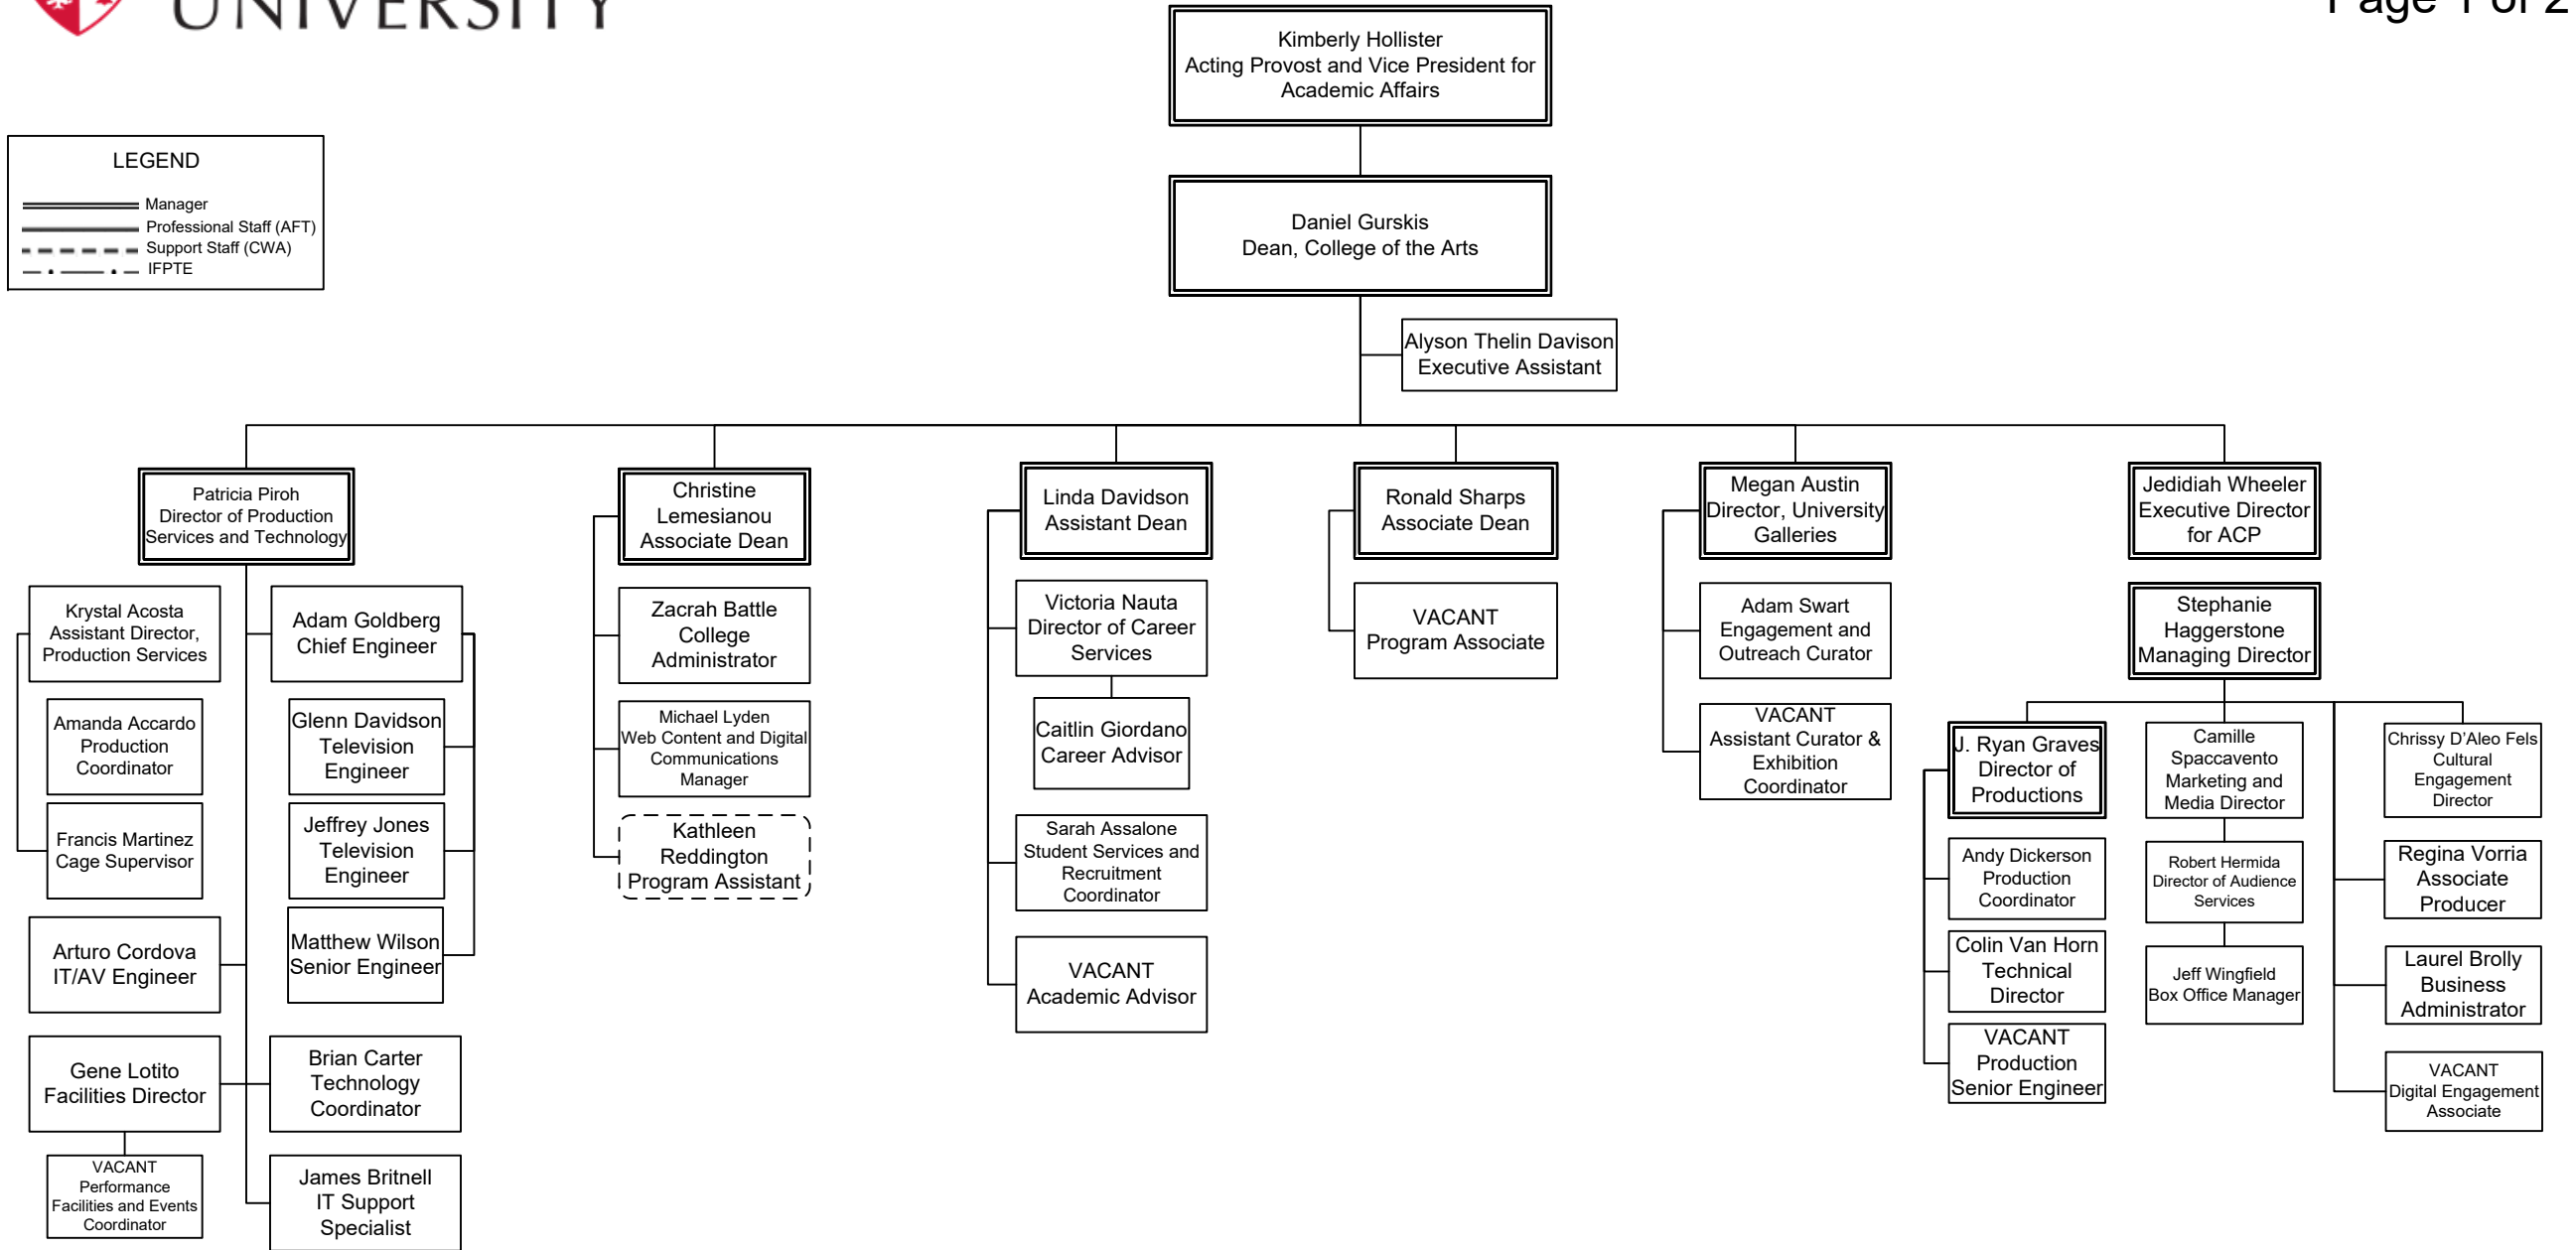 UNIVERSITY
Page 1 of 2
Kimberly Hollister
Acting Provost and Vice President for
Academic Affairs
LEGEND
Manager
Professional Staff (AFT)
Support Staff (CWA)
IFPTE
Daniel Gurskis
Dean, College of the Arts
Alyson Thelin Davison
Executive Assistant
Patricia Piroh
Director of Production
Services and Technology
Krystal Acosta
Assistant Director,
Production Services
Amanda Accardo
Production
Coordinator
Francis Martinez
Cage Supervisor
Arturo Cordova
IT/AV Engineer
Gene Lotito
Facilities Director
VACANT
Performance
Facilities and Events
Coordinator
Adam Goldberg
Chief Engineer
Glenn Davidson
Television
Engineer
Jeffrey Jones
Television
Engineer
Matthew Wilson
Senior Engineer
Brian Carter
Technology
Coordinator
James Britnell
IT Support
Specialist
Christine
Lemesianou
Associate Dean
Zacrah Battle
College
Administrator
Michael Lyden
Web Content and Digital
Communications
Manager
Kathleen
Reddington
Program Assistant
Linda Davidson
Assistant Dean
Victoria Nauta
Director of Career
Services
Caitlin Giordano
Career Advisor
Sarah Assalone
Student Services and
Recruitment
Coordinator
VACANT
Academic Advisor
Ronald Sharps
Associate Dean
VACANT
Program Associate
Megan Austin
Director, University
Galleries
Adam Swart
Engagement and
Outreach Curator
VACANT
Assistant Curator &
Exhibition
Coordinator
Jedidiah Wheeler
Executive Director
for ACP
Stephanie
Haggerstone
Managing Director
J. Ryan Graves
Director of
Productions
Andy Dickerson
Production
Coordinator
Colin Van Horn
Technical
Director
VACANT
Production
Senior Engineer
Camille
Spaccavento
Marketing and
Media Director
Robert Hermida
Director of Audience
Services
Jeff Wingfield
Box Office Manager
Chrissy D’Aleo Fels
Cultural
Engagement
Director
Regina Vorria
Associate
Producer
Laurel Brolly
Business
Administrator
VACANT
Digital Engagement
Associate